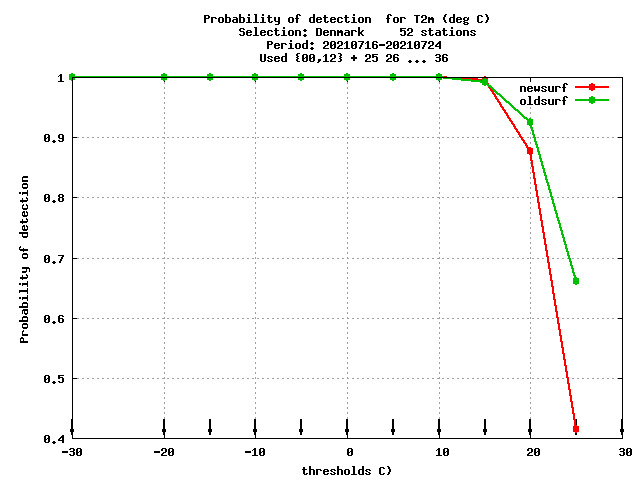 Probability of detection  for T2m (deg C)
Selection: Denmark     52 stations
Period: 20210716-20210724
Used {00,12} + 25 26 ... 36
newsurf
oldsurf
Probability of detection
1
0.9
0.8
0.7
0.6
0.5
0.4
-30 -20 -10 0 10 20 30
thresholds C)